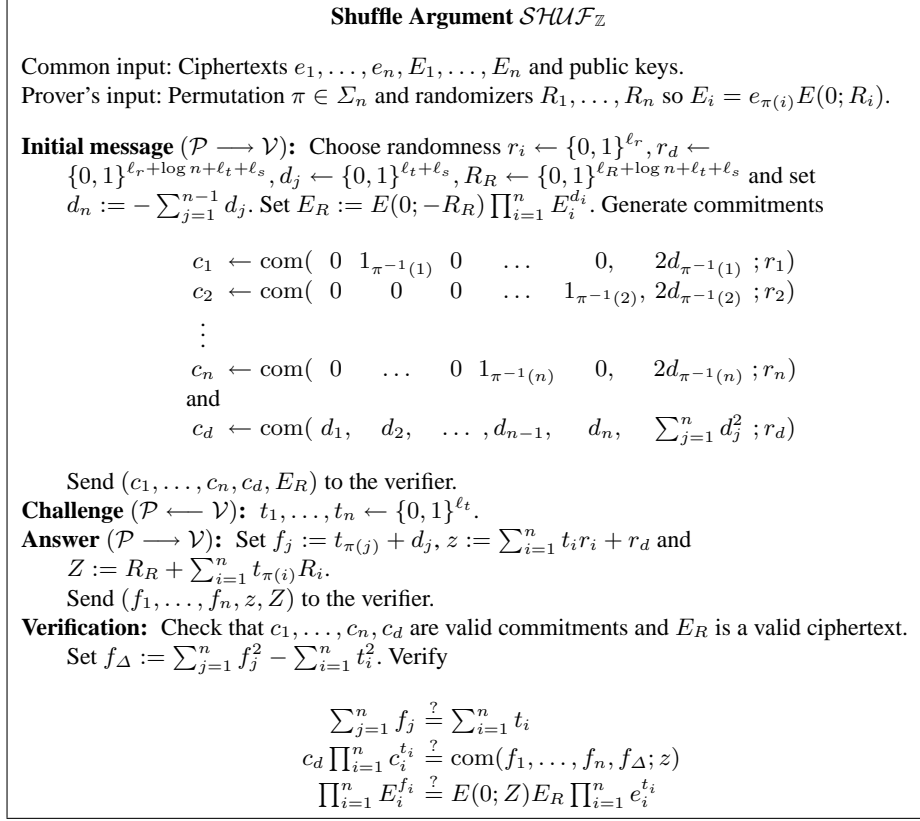 Shuffle Argument 𝒮ℋ𝒰ℱ_ℤ
Common input: Ciphertexts e_1, . . . , e_n, E_1, . . . , E_n and public keys.
Prover's input: Permutation π ∈ Σ_n and randomizers R_1, . . . , R_n so E_i = e_{π(i)}E(0; R_i).
Initial message (𝒫 ⟶ 𝒱): Choose randomness r_i ← {0, 1}^{ℓ_r}, r_d ←
{0, 1}^{ℓ_r+log n+ℓ_t+ℓ_s}, d_j ← {0, 1}^{ℓ_t+ℓ_s}, R_R ← {0, 1}^{ℓ_R+log n+ℓ_t+ℓ_s} and set
d_n := −∑_{j=1}^{n−1} d_j. Set E_R := E(0; −R_R) ∏_{i=1}^{n} E_i^{d_i}. Generate commitments
c_1 ← com( 0 1_{π^{−1}(1)} 0 . . . 0, 2d_{π^{−1}(1)} ; r_1)
c_2 ← com( 0 0 0 . . . 1_{π^{−1}(2)}, 2d_{π^{−1}(2)} ; r_2)
⋮
c_n ← com( 0 . . . 0 1_{π^{−1}(n)} 0, 2d_{π^{−1}(n)} ; r_n)
and
c_d ← com( d_1, d_2, . . . , d_{n−1}, d_n, ∑_{j=1}^{n} d_j^2 ; r_d)
Send (c_1, . . . , c_n, c_d, E_R) to the verifier.
Challenge (𝒫 ⟵ 𝒱): t_1, . . . , t_n ← {0, 1}^{ℓ_t}.
Answer (𝒫 ⟶ 𝒱): Set f_j := t_{π(j)} + d_j, z := ∑_{i=1}^{n} t_i r_i + r_d and
Z := R_R + ∑_{i=1}^{n} t_{π(i)} R_i.
Send (f_1, . . . , f_n, z, Z) to the verifier.
Verification: Check that c_1, . . . , c_n, c_d are valid commitments and E_R is a valid ciphertext.
Set f_Δ := ∑_{j=1}^{n} f_j^2 − ∑_{i=1}^{n} t_i^2. Verify
∑_{j=1}^{n} f_j ≟ ∑_{i=1}^{n} t_i
c_d ∏_{i=1}^{n} c_i^{t_i} ≟ com(f_1, . . . , f_n, f_Δ; z)
∏_{i=1}^{n} E_i^{f_i} ≟ E(0; Z)E_R ∏_{i=1}^{n} e_i^{t_i}